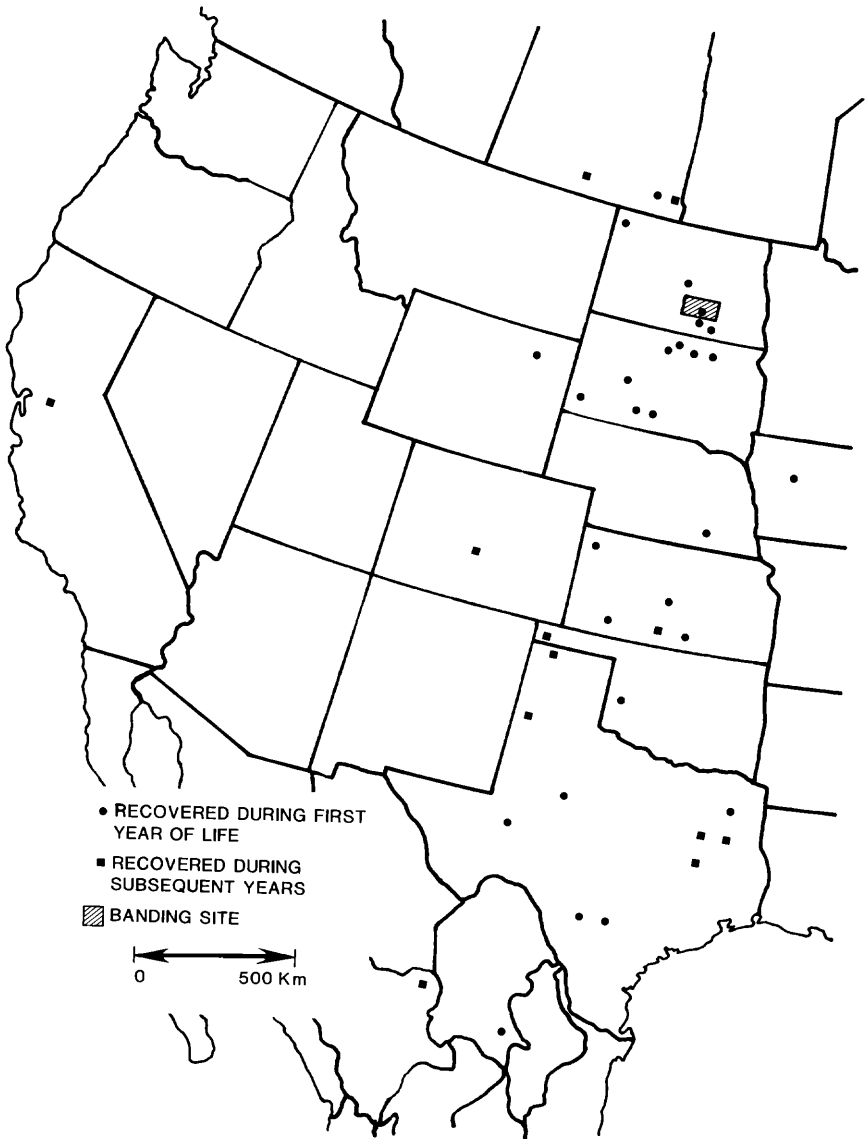 RECOVERED DURING FIRST
YEAR OF LIFE
RECOVERED DURING
SUBSEQUENT YEARS
BANDING SITE
0 500 Km